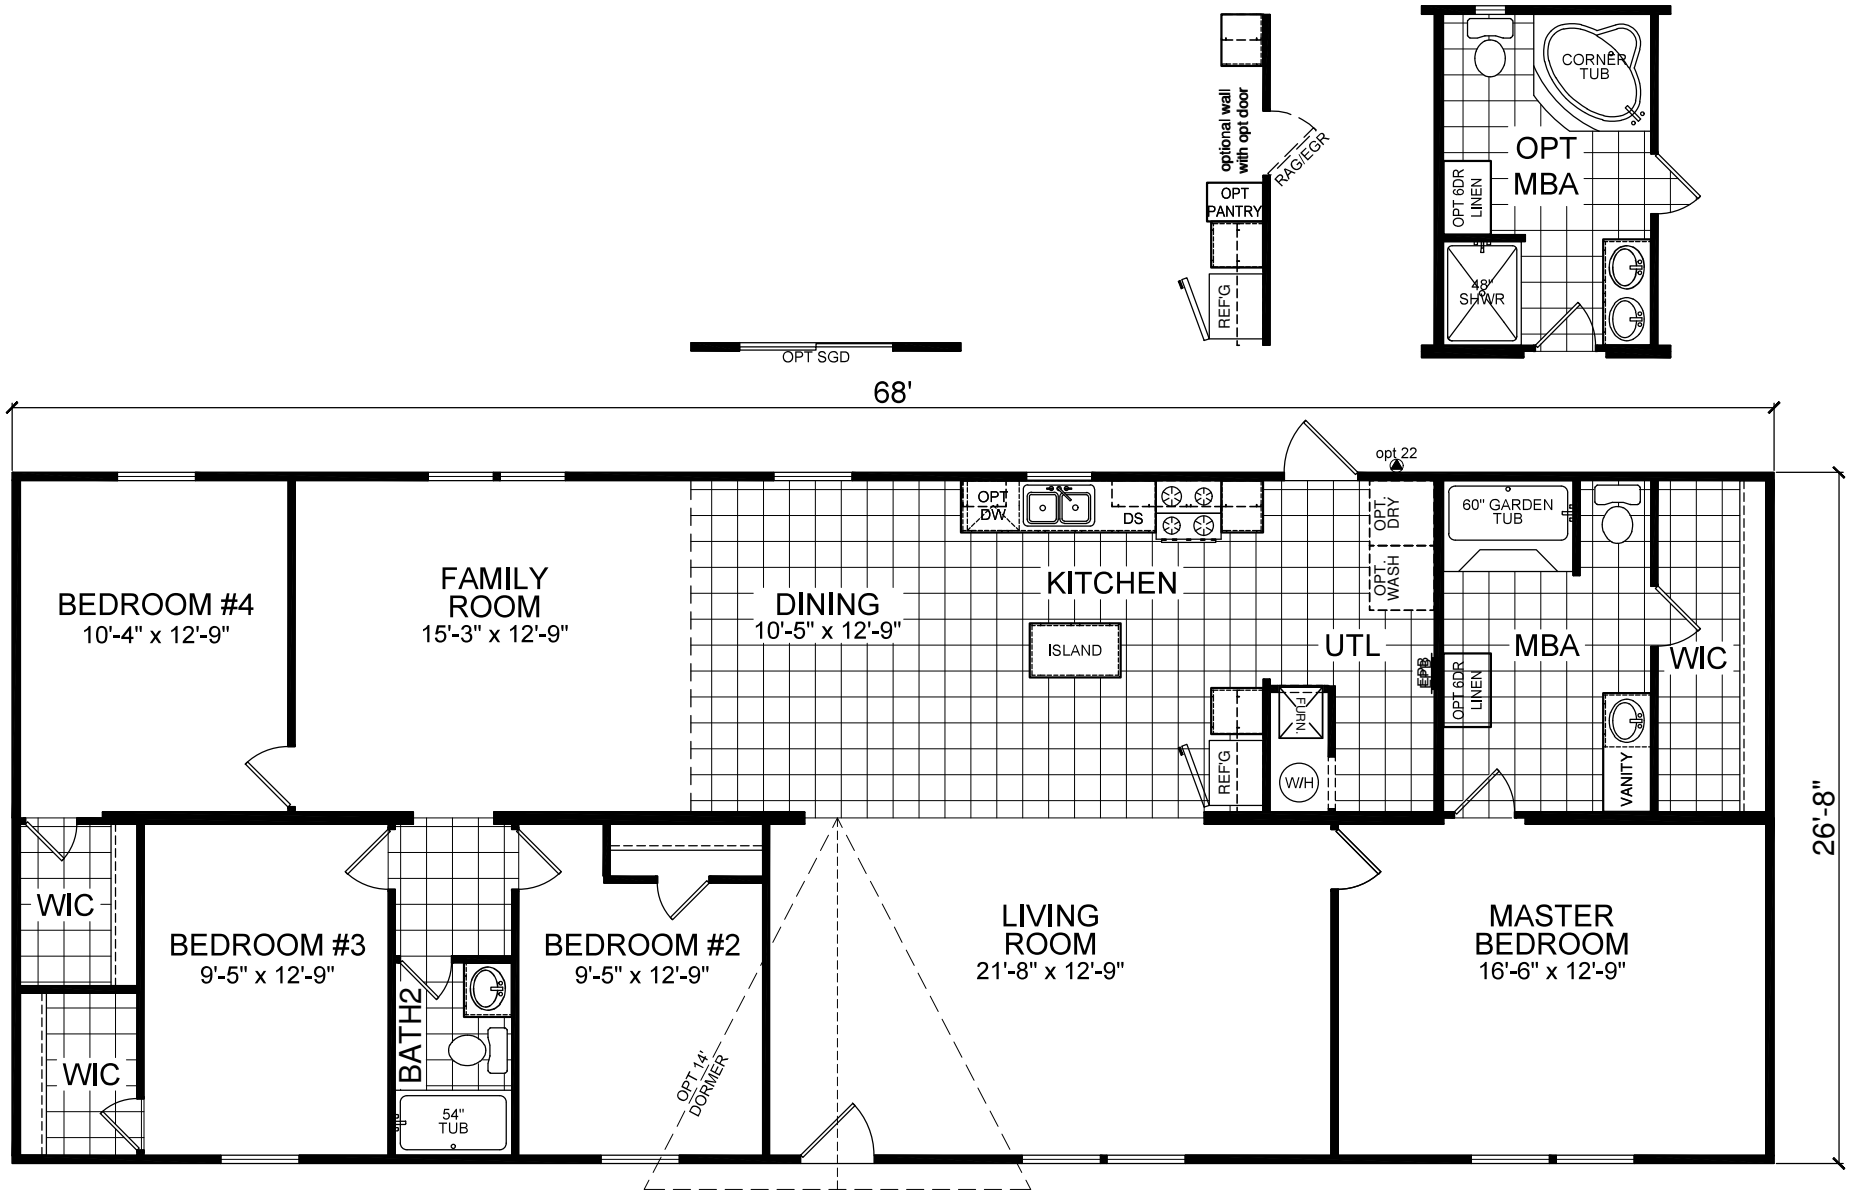 optional wall
with opt door
RAG/EGR
OPT
PANTRY
REF'G
CORNER
TUB
OPT
MBA
OPT 6DR
LINEN
48"
SHWR
OPT SGD
68'
opt 22
BEDROOM #4
10'-4" x 12'-9"
FAMILY
ROOM
15'-3" x 12'-9"
DINING
10'-5" x 12'-9"
OPT
DW
DS
KITCHEN
ISLAND
OPT.
DRY
OPT.
WASH
UTL
EPB
FURN.
W/H
REF'G
60" GARDEN
TUB
MBA
OPT 6DR
LINEN
VANITY
WIC
26'-8"
WIC
WIC
BEDROOM #3
9'-5" x 12'-9"
BATH2
54"
TUB
BEDROOM #2
9'-5" x 12'-9"
OPT 14'
DORMER
LIVING
ROOM
21'-8" x 12'-9"
MASTER
BEDROOM
16'-6" x 12'-9"